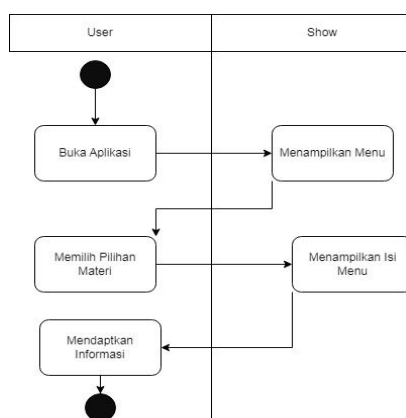 User
Show
Buka Aplikasi
Menampilkan Menu
Memilih Pilihan
Materi
Menampilkan Isi
Menu
Mendaptkan
Informasi